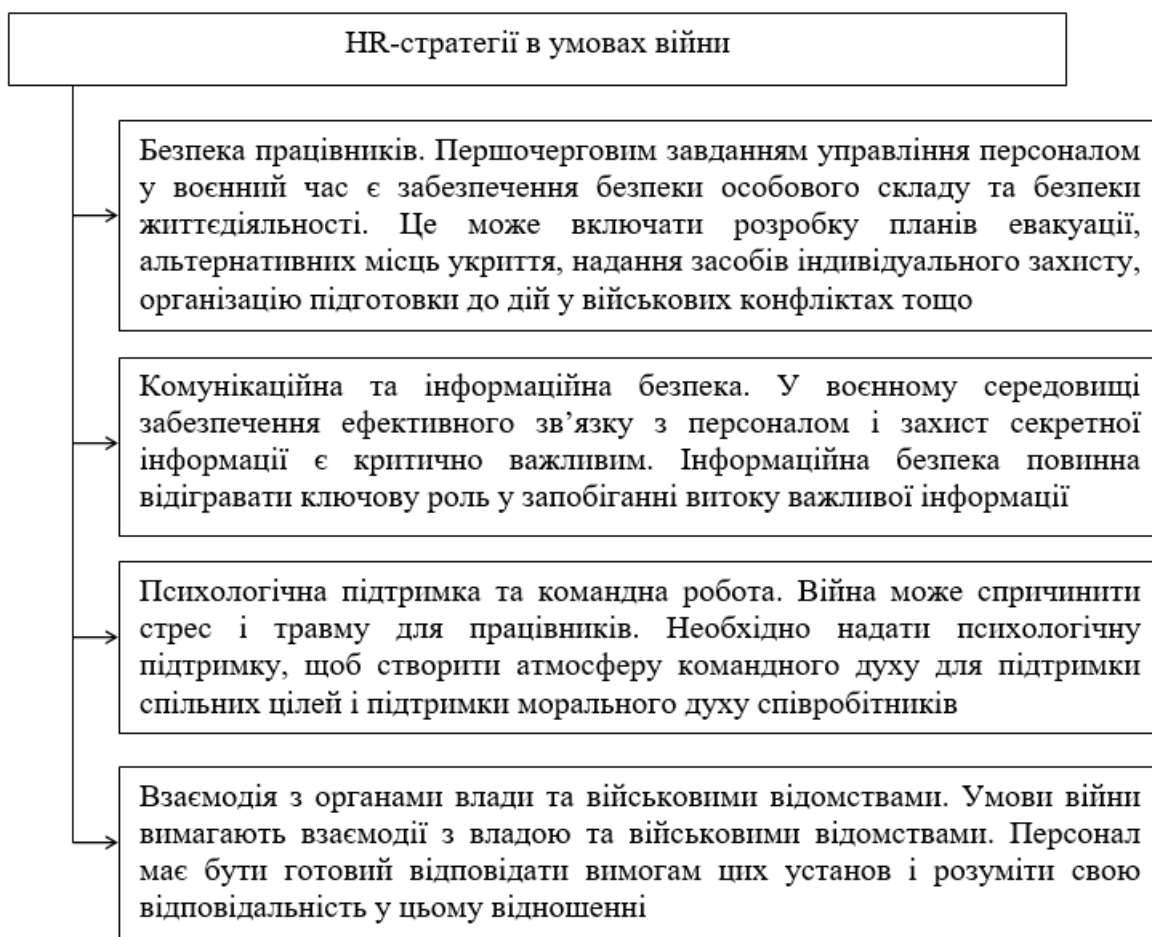 HR-стратегії в умовах війни
Безпека працівників. Першочерговим завданням управління персоналом
у воєнний час є забезпечення безпеки особового складу та безпеки
життєдіяльності. Це може включати розробку планів евакуації,
альтернативних місць укриття, надання засобів індивідуального захисту,
організацію підготовки до дій у військових конфліктах тощо
Комунікаційна та інформаційна безпека. У воєнному середовищі
забезпечення ефективного зв’язку з персоналом і захист секретної
інформації є критично важливим. Інформаційна безпека повинна
відігравати ключову роль у запобіганні витоку важливої інформації
Психологічна підтримка та командна робота. Війна може спричинити
стрес і травму для працівників. Необхідно надати психологічну
підтримку, щоб створити атмосферу командного духу для підтримки
спільних цілей і підтримки морального духу співробітників
Взаємодія з органами влади та військовими відомствами. Умови війни
вимагають взаємодії з владою та військовими відомствами. Персонал
має бути готовий відповідати вимогам цих установ і розуміти свою
відповідальність у цьому відношенні